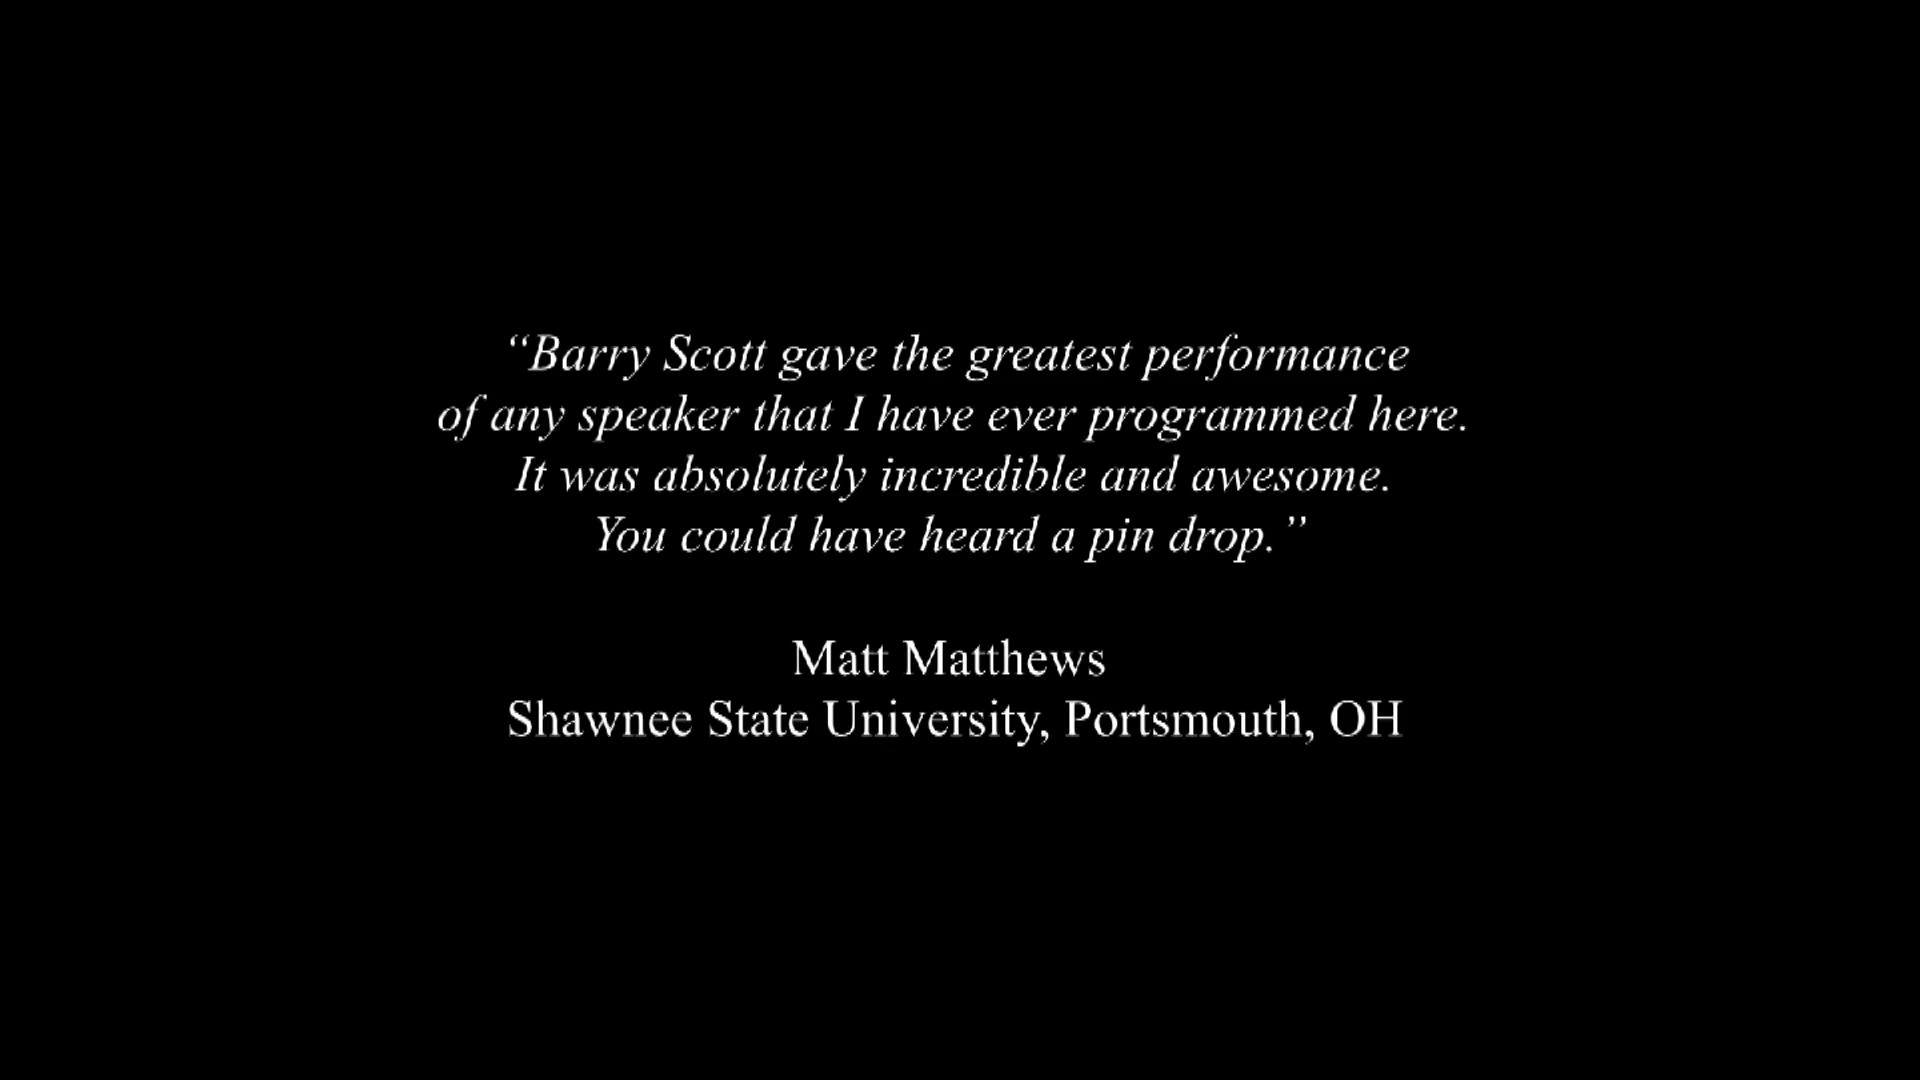 “Barry Scott gave the greatest performance
of any speaker that I have ever programmed here.
It was absolutely incredible and awesome.
You could have heard a pin drop.”
Matt Matthews
Shawnee State University, Portsmouth, OH